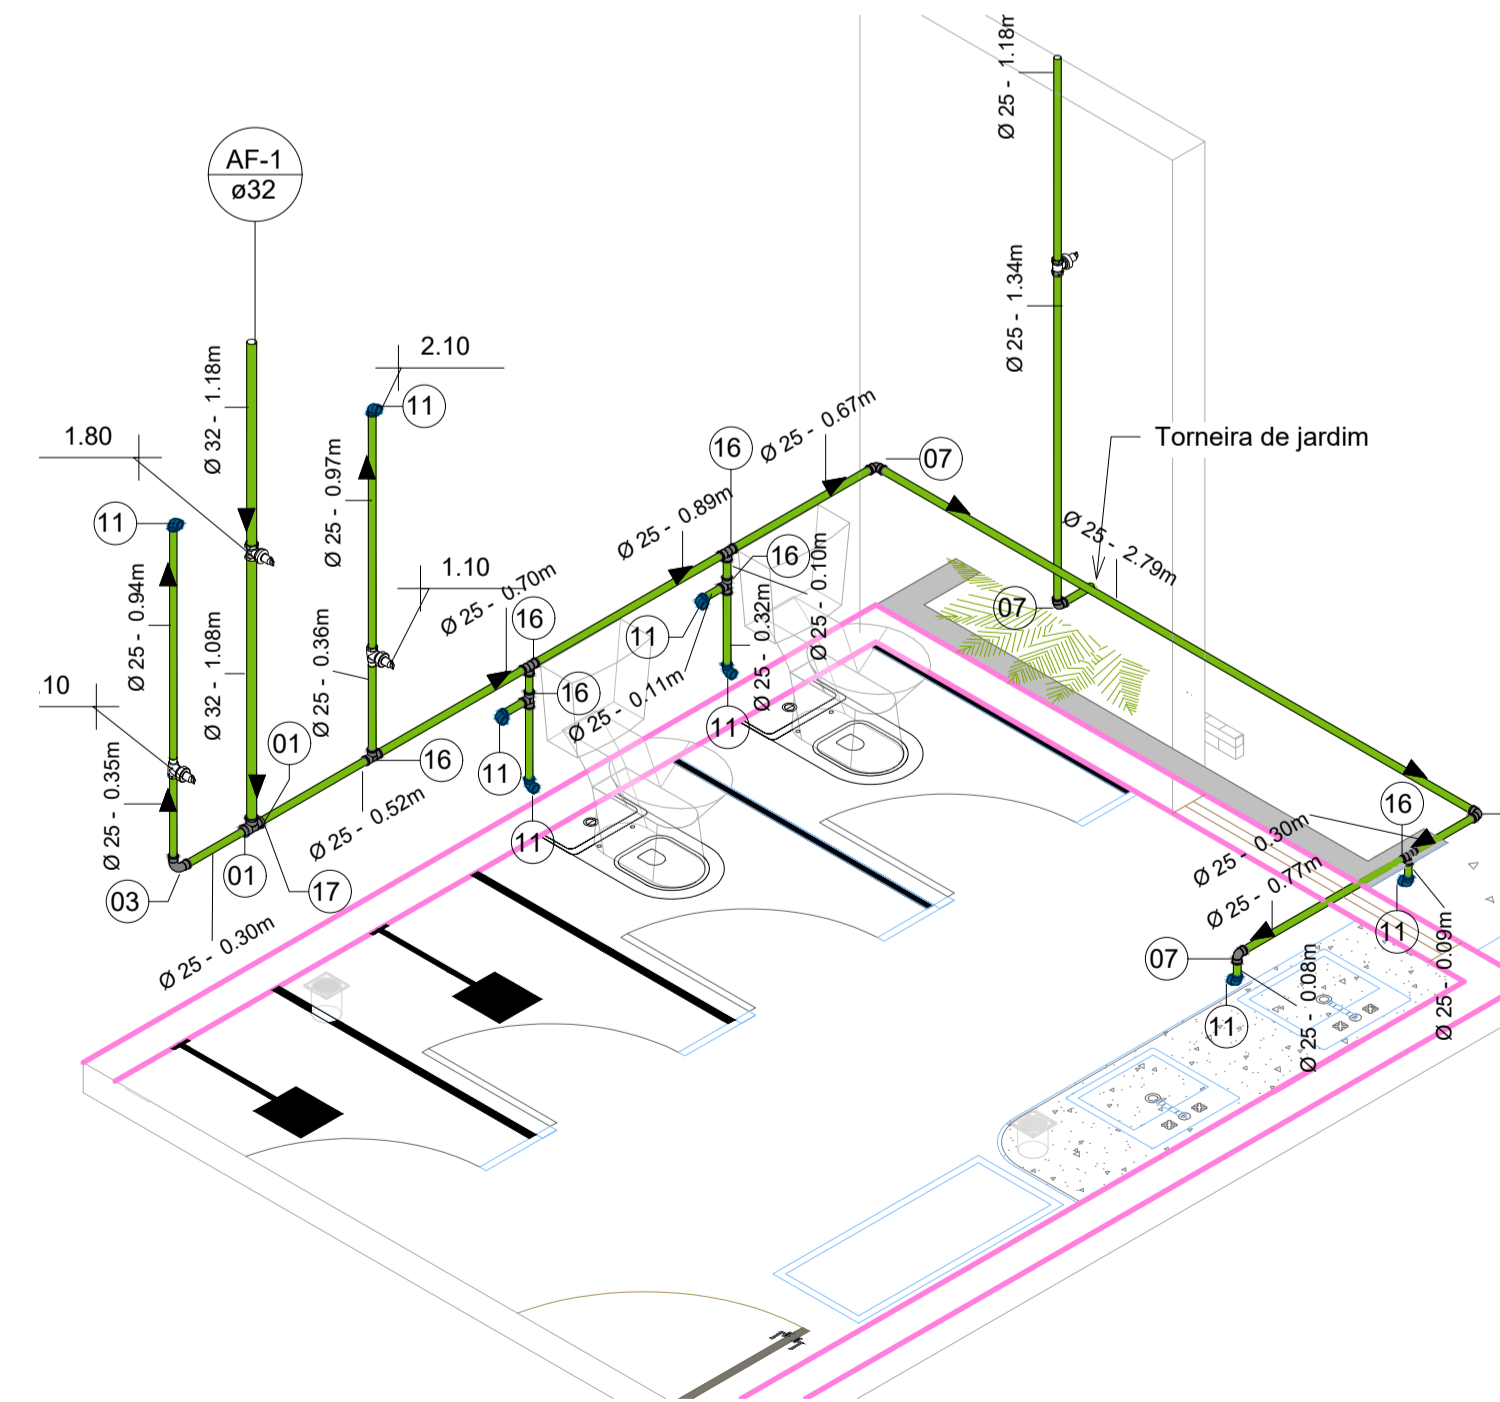 Ø 25 - 1.18m
AF-1
ø32
Ø 25 - 1.34m
2.10
Ø 32 - 1.18m
11
1.80
Ø 25 - 0.67m
Torneira de jardim
16
07
11
Ø 25 - 0.97m
Ø 25 - 0.89m
16
Ø 25 - 2.79m
1.10
Ø 25 - 0.70m
Ø 25 - 0.10m
07
Ø 25 - 0.94m
16
11
Ø 25 - 0.32m
Ø 25 - 0.36m
Ø 32 - 1.08m
.10
16
Ø 25 - 0.11m
11
01
16
11
Ø 25 - 0.35m
Ø 25 - 0.52m
11
16
Ø 25 - 0.30m
01
17
03
Ø 25 - 0.77m
11
Ø 25 - 0.30m
07
Ø 25 - 0.09m
Ø 25 - 0.08m
11